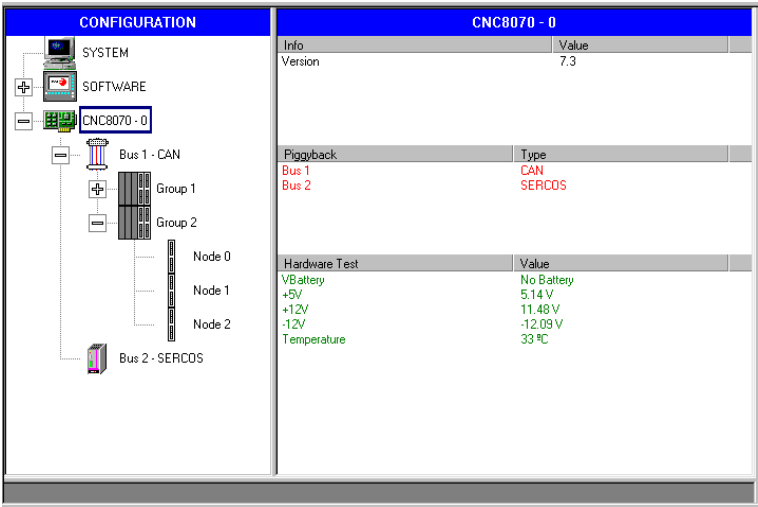 CONFIGURATION
SYSTEM
SOFTWARE
CNC8070 - 0
Bus 1 - CAN
Group 1
Group 2
Node 0
Node 1
Node 2
Bus 2 - SERCOS
CNC8070 - 0
Info Value
Version 7.3
Piggyback Type
Bus 1 CAN
Bus 2 SERCOS
Hardware Test Value
VBattery No Battery
+5V 5.14 V
+12V 11.48 V
-12V -12.09 V
Temperature 33 ºC